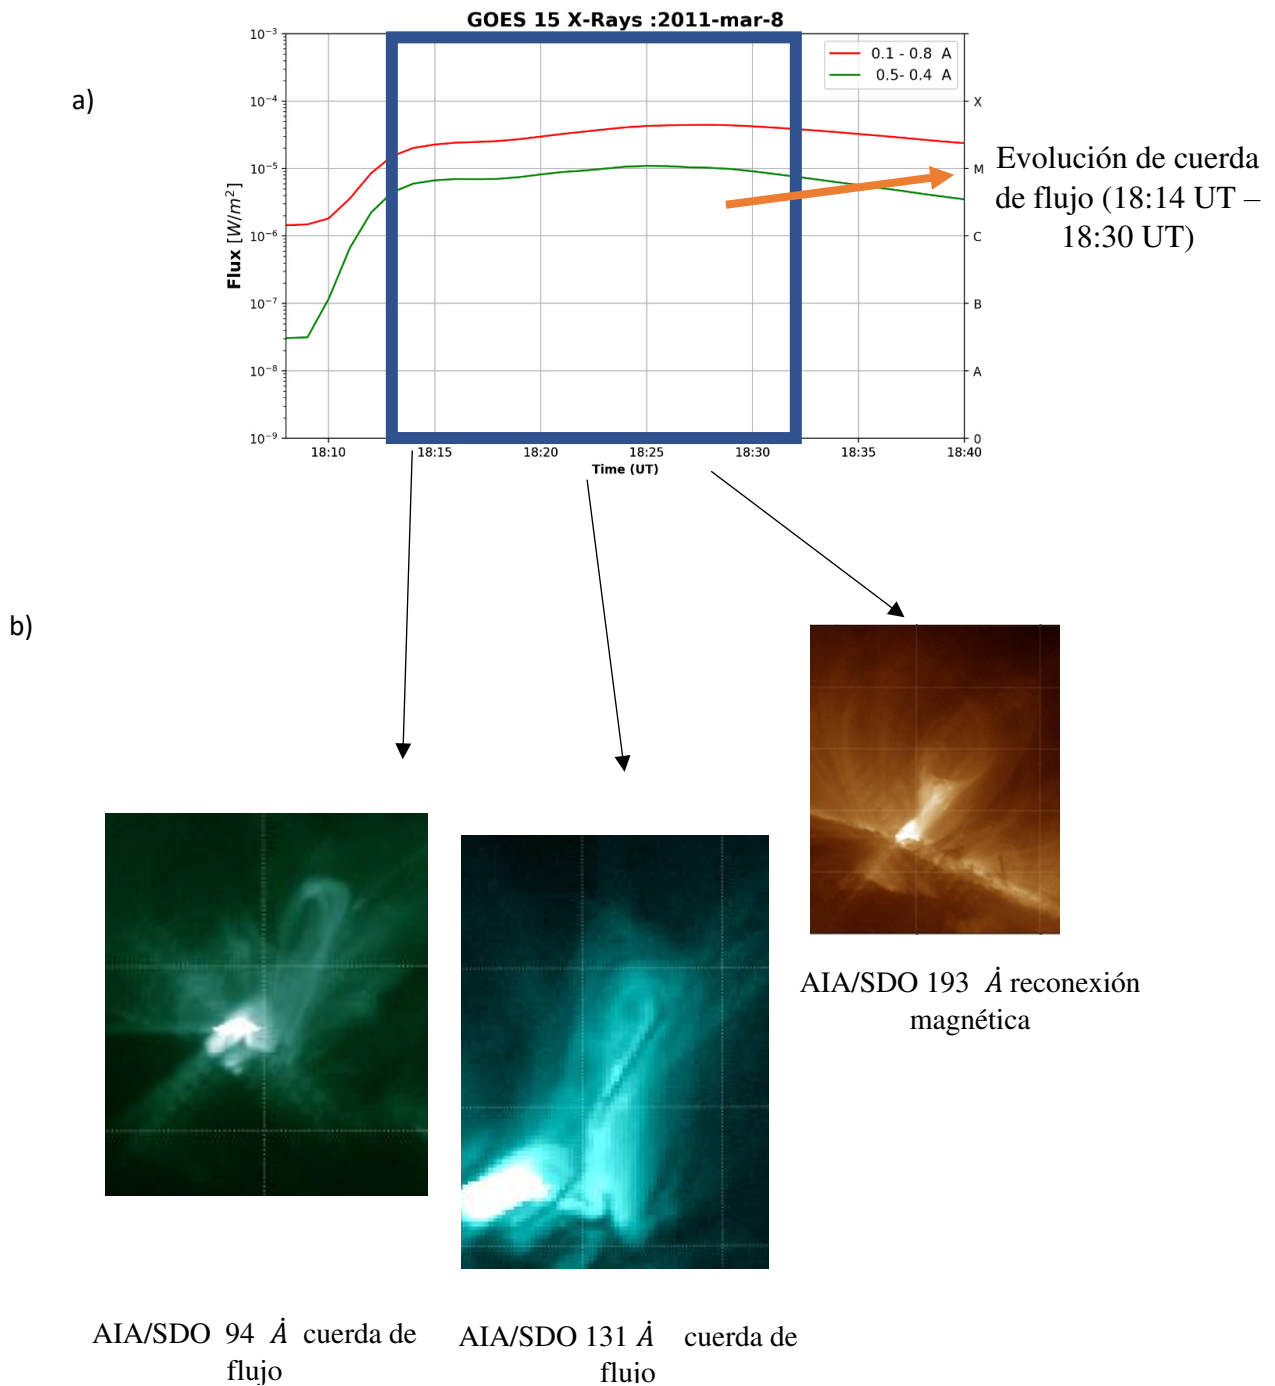 GOES 15 X-Rays :2011-mar-8
a)
10⁻³
10⁻⁴
10⁻⁵
10⁻⁶
10⁻⁷
10⁻⁸
10⁻⁹
Flux [W/m²]
0.1 - 0.8 A
0.5- 0.4 A
X
M
C
B
A
0
18:10
18:15
18:20
18:25
18:30
18:35
18:40
Time (UT)
Evolución de cuerda
de flujo (18:14 UT –
18:30 UT)
b)
AIA/SDO 193 Ȧ reconexión
magnética
AIA/SDO 94 Ȧ cuerda de
flujo
AIA/SDO 131 Ȧ cuerda de
flujo